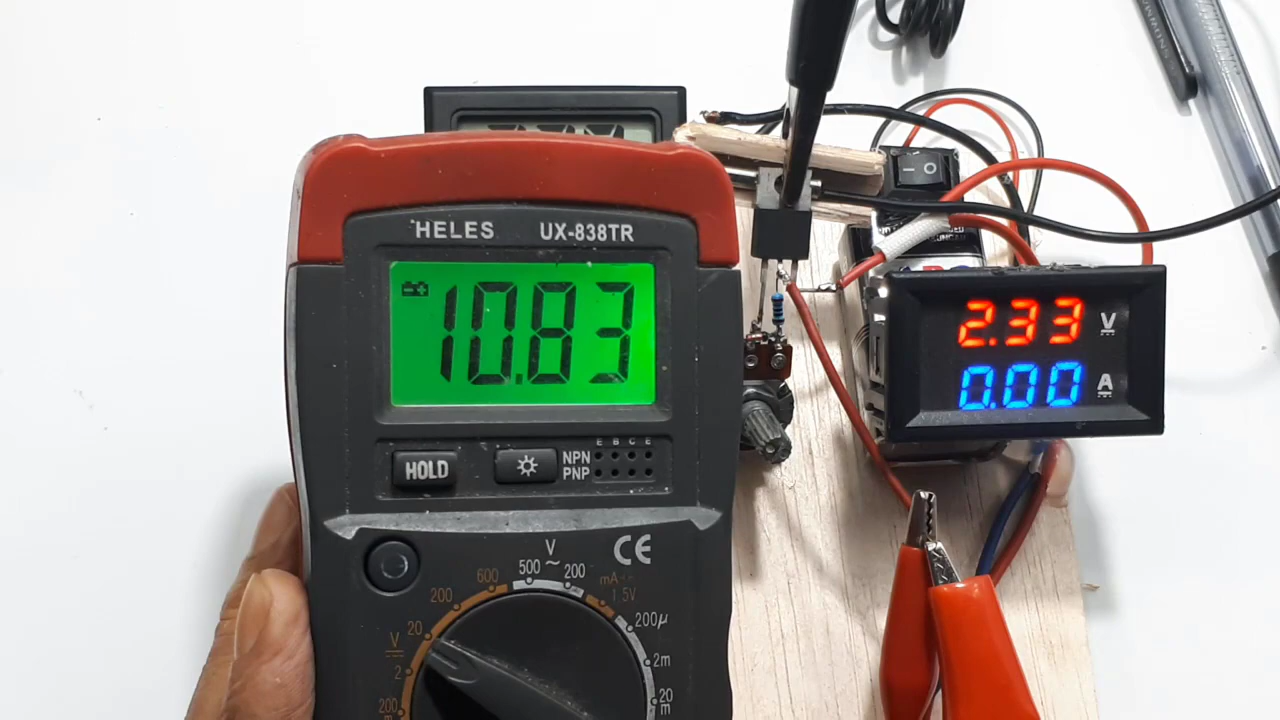 HELES UX-838TR
10.83
HOLD
NPN
PNP
E B C E
CE
V
500 200
600
200
20
V
2
200
m
1.5V
200µ
2m
20
m
I O
2.33 V
0.00 A